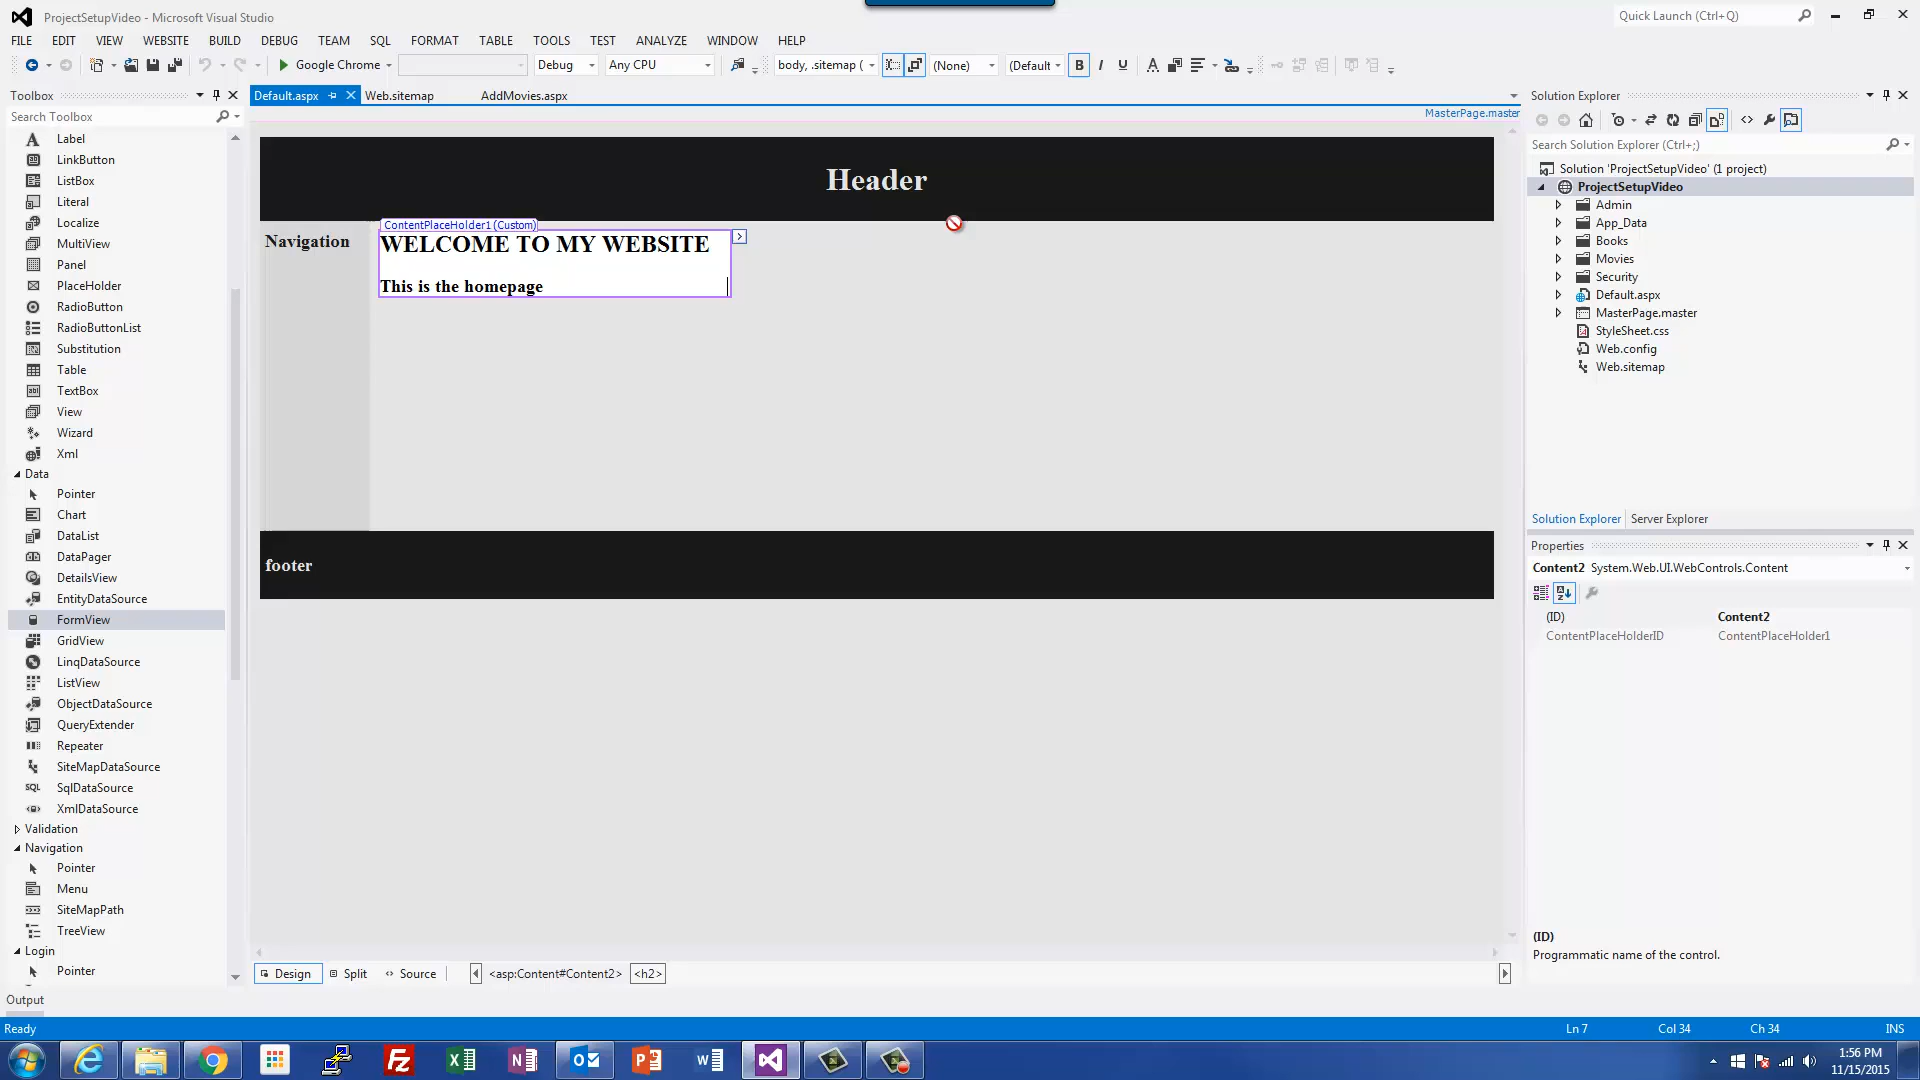 ProjectSetupVideo - Microsoft Visual Studio
Quick Launch (Ctrl+Q)
FILE EDIT VIEW WEBSITE BUILD DEBUG TEAM SQL FORMAT TABLE TOOLS TEST ANALYZE WINDOW HELP
Google Chrome Debug Any CPU body, .sitemap ( (None) (Default B I U A
Toolbox
Search Toolbox
Label
LinkButton
ListBox
Literal
Localize
MultiView
Panel
PlaceHolder
RadioButton
RadioButtonList
Substitution
Table
TextBox
View
Wizard
Xml
Data
Pointer
Chart
DataList
DataPager
DetailsView
EntityDataSource
FormView
GridView
LinqDataSource
ListView
ObjectDataSource
QueryExtender
Repeater
SiteMapDataSource
SqlDataSource
XmlDataSource
Validation
Navigation
Pointer
Menu
SiteMapPath
TreeView
Login
Pointer
Default.aspx Web.sitemap AddMovies.aspx
MasterPage.master
Header
ContentPlaceHolder1 (Custom)
Navigation
WELCOME TO MY WEBSITE
This is the homepage
footer
Design Split Source <asp:Content#Content2> <h2>
Solution Explorer
Search Solution Explorer (Ctrl+;)
Solution 'ProjectSetupVideo' (1 project)
ProjectSetupVideo
Admin
App_Data
Books
Movies
Security
Default.aspx
MasterPage.master
StyleSheet.css
Web.config
Web.sitemap
Solution Explorer Server Explorer
Properties
Content2 System.Web.UI.WebControls.Content
(ID) Content2
ContentPlaceHolderID ContentPlaceHolder1
(ID)
Programmatic name of the control.
Output
Ready Ln 7 Col 34 Ch 34 INS
1:56 PM
11/15/2015